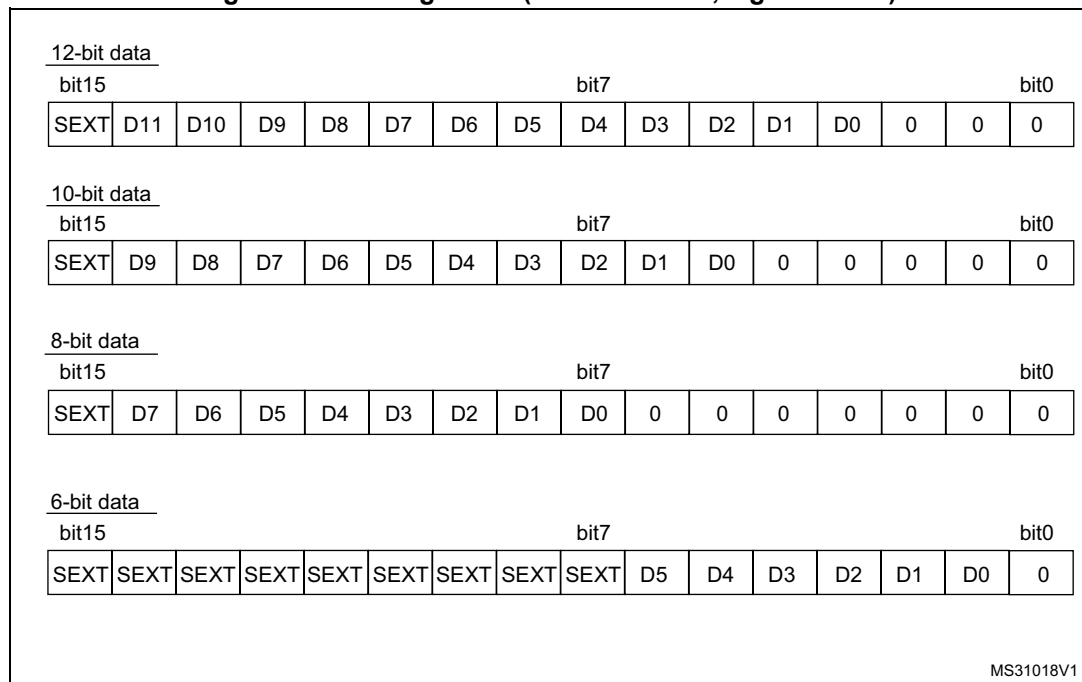 12-bit data
bit15 bit7 bit0
SEXT D11 D10 D9 D8 D7 D6 D5 D4 D3 D2 D1 D0 0 0 0
10-bit data
bit15 bit7 bit0
SEXT D9 D8 D7 D6 D5 D4 D3 D2 D1 D0 0 0 0 0 0
8-bit data
bit15 bit7 bit0
SEXT D7 D6 D5 D4 D3 D2 D1 D0 0 0 0 0 0 0 0
6-bit data
bit15 bit7 bit0
SEXT SEXT SEXT SEXT SEXT SEXT SEXT SEXT SEXT D5 D4 D3 D2 D1 D0 0
MS31018V1